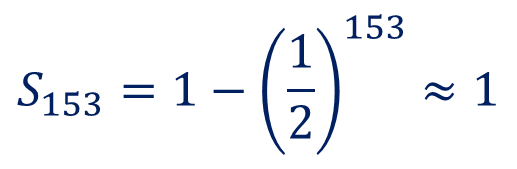 S₁₅₃ = 1 − (1/2)¹⁵³ ≈ 1